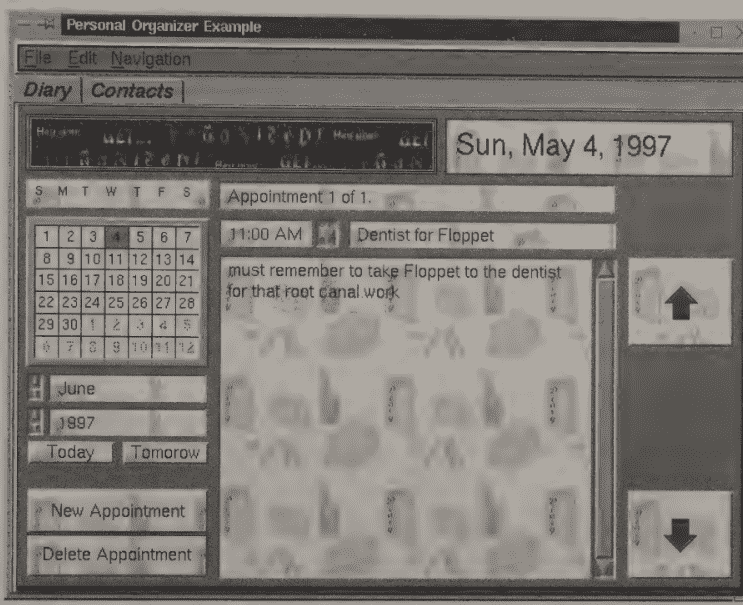 Personal Organizer Example
File Edit Navigation
Diary Contacts
Sun, May 4, 1997
S M T W T F S
Appointment 1 of 1.
1 2 3 4 5 6 7
11:00 AM Dentist for Floppet
8 9 10 11 12 13 14
must remember to take Floppet to the dentist
15 16 17 18 19 20 21
for that root canal work
22 23 24 25 26 27 28
29 30 1 2 3 4 5
6 7 8 9 10 11 12
June
1997
Today Tomorow
New Appointment
Delete Appointment